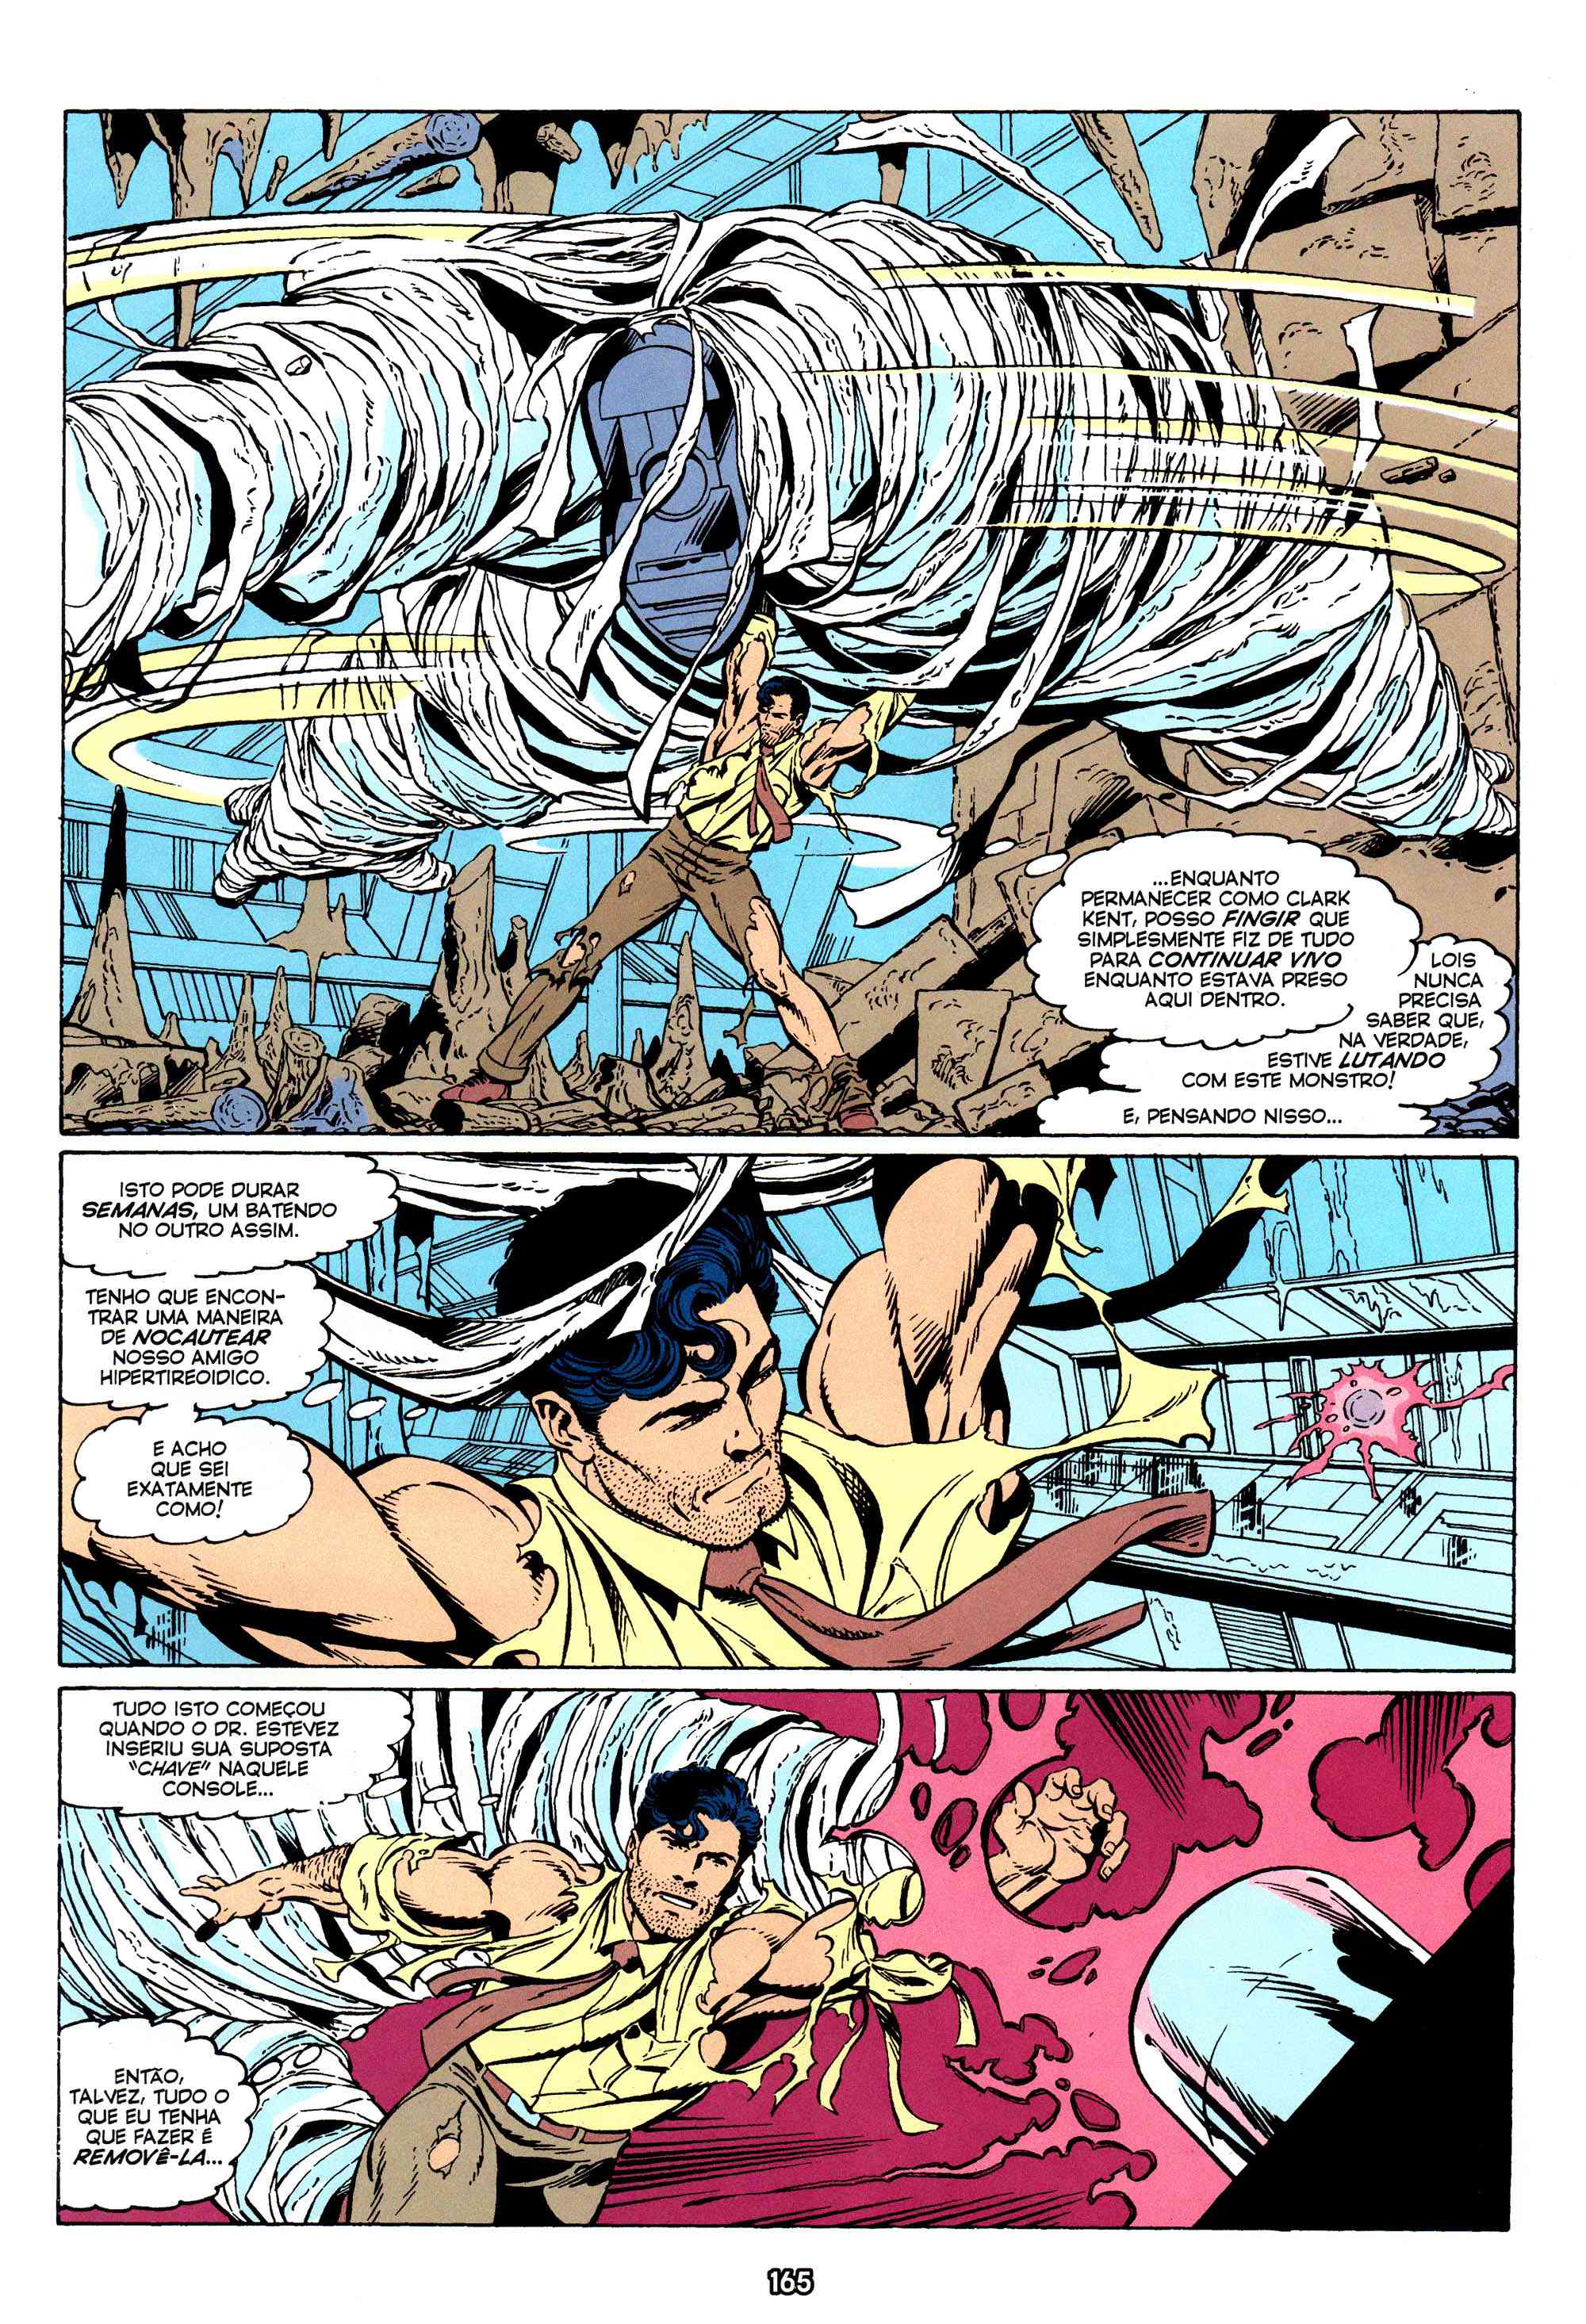 ...ENQUANTO
PERMANECER COMO CLARK
KENT, POSSO FINGIR QUE
SIMPLESMENTE FIZ DE TUDO
PARA CONTINUAR VIVO
ENQUANTO ESTAVA PRESO
AQUI DENTRO.
LOIS
NUNCA
PRECISA
SABER QUE,
NA VERDADE,
ESTIVE LUTANDO
COM ESTE MONSTRO!
E, PENSANDO NISSO...
ISTO PODE DURAR
SEMANAS, UM BATENDO
NO OUTRO ASSIM.
TENHO QUE ENCON-
TRAR UMA MANEIRA
DE NOCAUTEAR
NOSSO AMIGO
HIPERTIREOIDICO.
E ACHO
QUE SEI
EXATAMENTE
COMO!
TUDO ISTO COMEÇOU
QUANDO O DR. ESTEVEZ
INSERIU SUA SUPOSTA
"CHAVE" NAQUELE
CONSOLE...
ENTÃO,
TALVEZ, TUDO O
QUE EU TENHA
QUE FAZER É
REMOVÊ-LA...
165